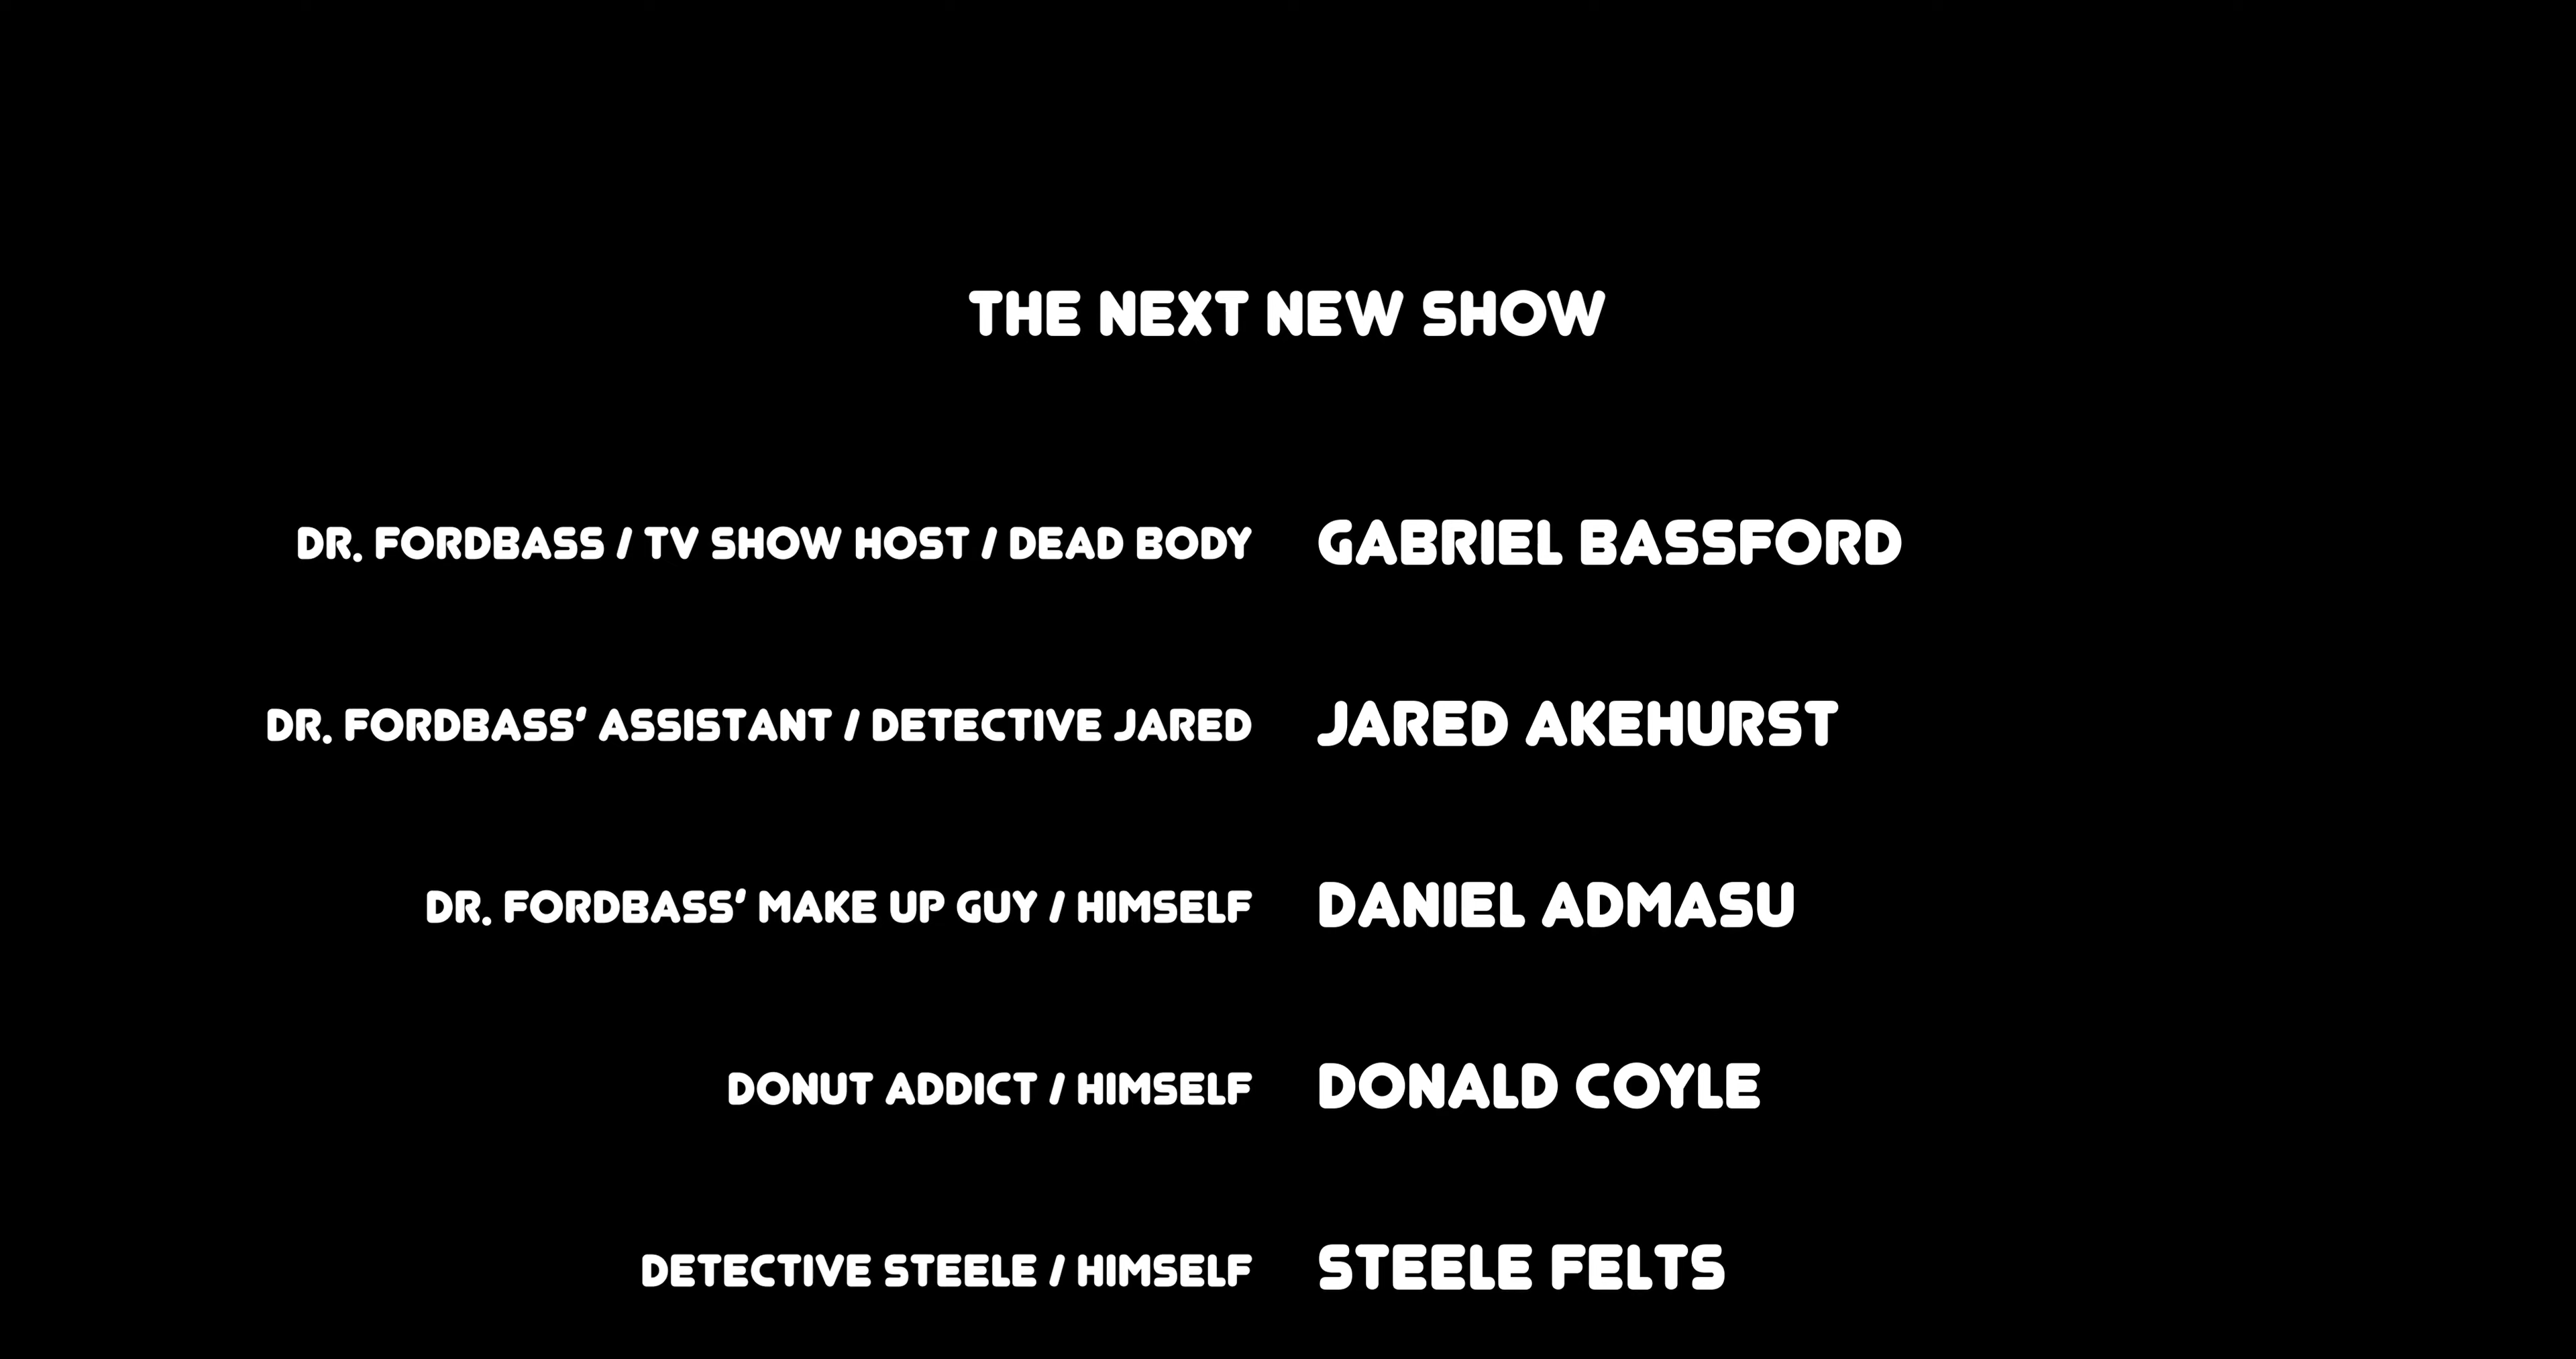 THE NEXT NEW SHOW
DR. FORDBASS / TV SHOW HOST / DEAD BODY GABRIEL BASSFORD
DR. FORDBASS' ASSISTANT / DETECTIVE JARED JARED AKEHURST
DR. FORDBASS' MAKE UP GUY / HIMSELF DANIEL ADMASU
DONUT ADDICT / HIMSELF DONALD COYLE
DETECTIVE STEELE / HIMSELF STEELE FELTS